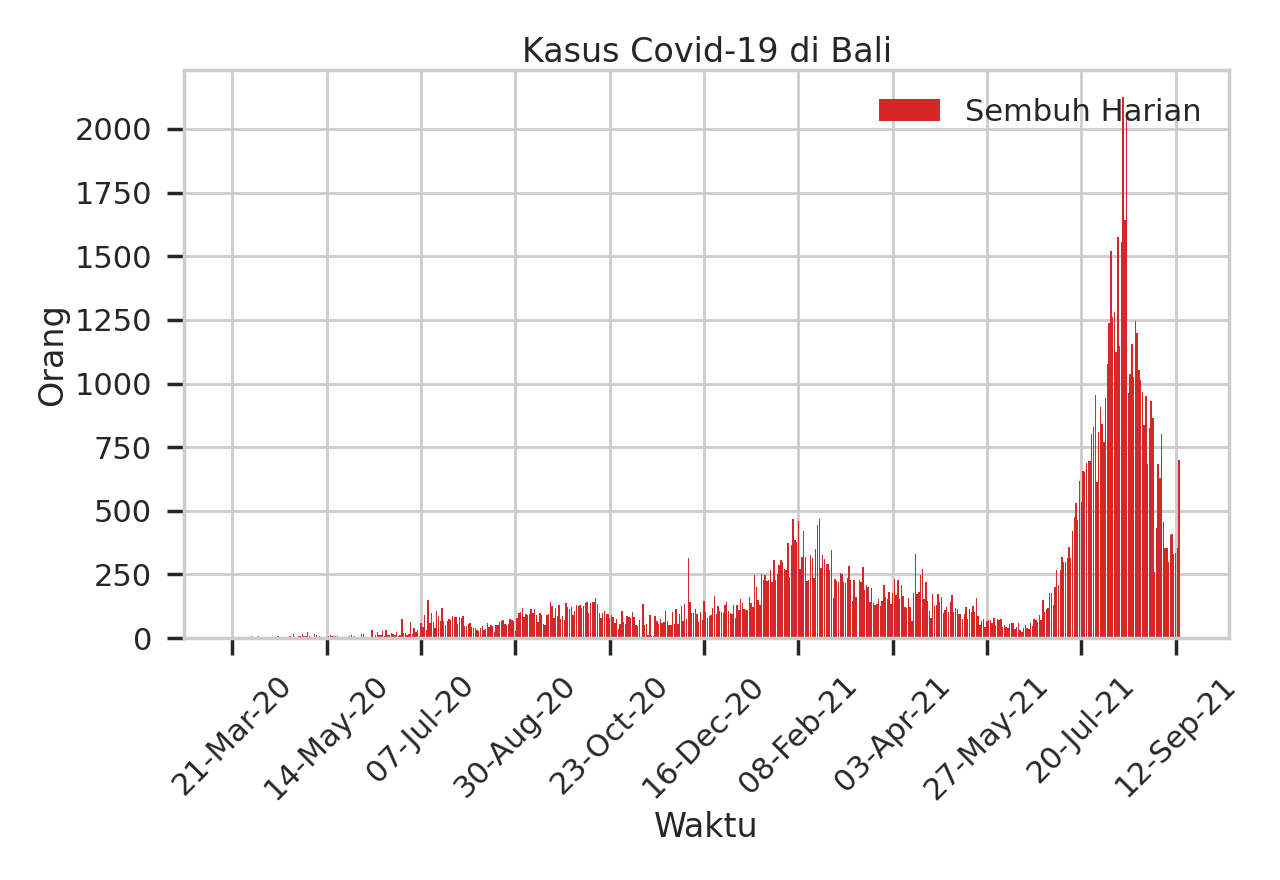 Kasus Covid-19 di Bali
Sembuh Harian
Orang
2000
1750
1500
1250
1000
750
500
250
0
21-Mar-20
14-May-20
07-Jul-20
30-Aug-20
23-Oct-20
16-Dec-20
08-Feb-21
03-Apr-21
27-May-21
20-Jul-21
12-Sep-21
Waktu